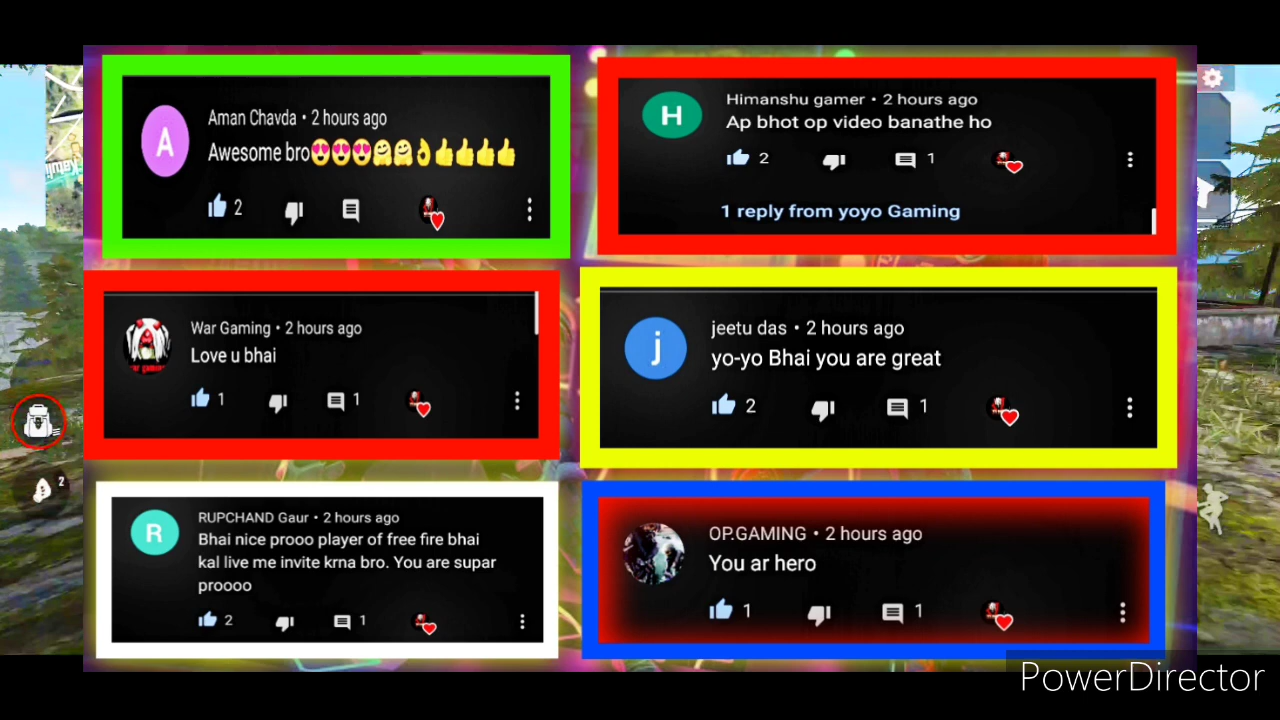 Aman Chavda • 2 hours ago
Awesome bro😍😍😍🤗🤗👌👍👍👍👍
2
Himanshu gamer • 2 hours ago
Ap bhot op video banathe ho
2 1
1 reply from yoyo Gaming
War Gaming • 2 hours ago
Love u bhai
1 1
jeetu das • 2 hours ago
yo-yo Bhai you are great
2 1
RUPCHAND Gaur • 2 hours ago
Bhai nice prooo player of free fire bhai
kal live me invite krna bro. You are supar
proooo
2 1
OP.GAMING • 2 hours ago
You ar hero
1 1
2
PowerDirector